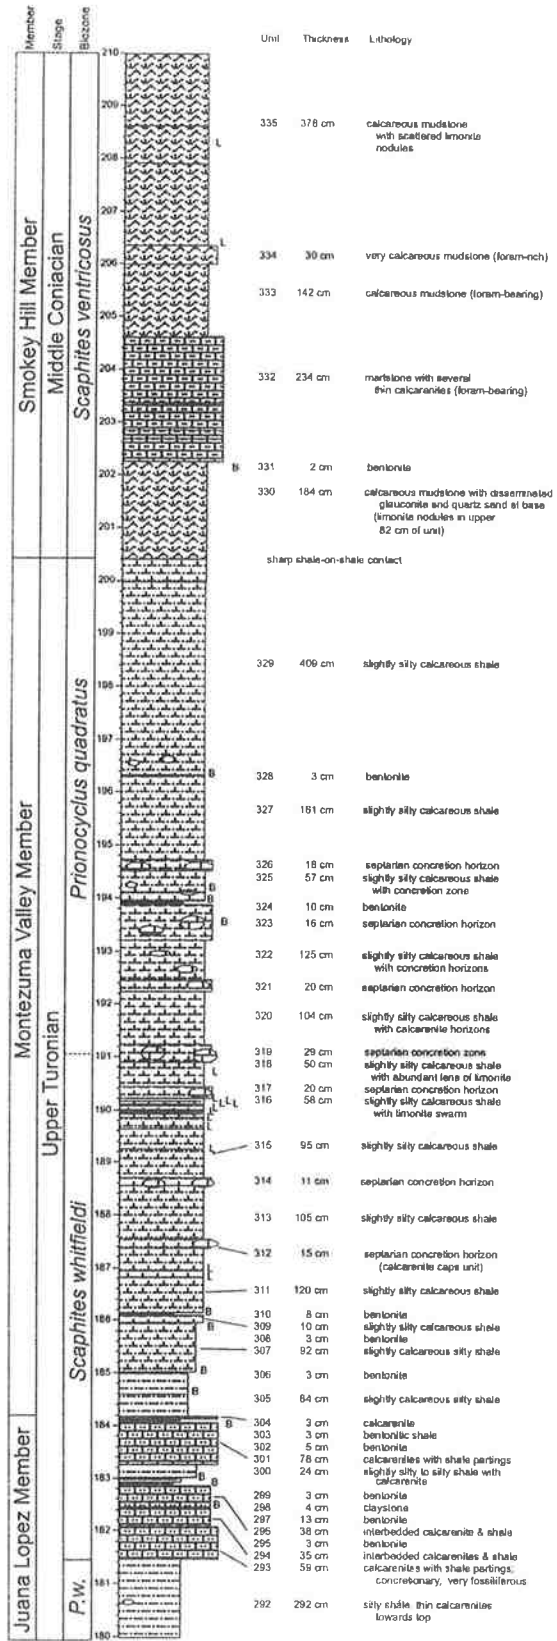 Member
Stage
Biozone
Unit Thickness Lithology
Smokey Hill Member
Middle Coniacian
Scaphites ventricosus
Montezuma Valley Member
Upper Turonian
Prionocyclus quadratus
Scaphites whitfieldi
Juana Lopez Member
P.w.
210
209
208
207
206
205
204
203
202
201
200
199
198
197
196
195
194
193
192
191
190
189
188
187
186
185
184
183
182
181
180
335 378 cm calcareous mudstone
with scattered limonite
nodules
L
L
334 30 cm very calcareous mudstone (foram-rich)
333 142 cm calcareous mudstone (foram-bearing)
332 234 cm marlstone with several
thin calcarenites (foram-bearing)
B 331 2 cm bentonite
330 184 cm calcareous mudstone with disseminated
glauconite and quartz sand at base
(limonite nodules in upper
82 cm of unit)
sharp shale-on-shale contact
329 409 cm slightly silty calcareous shale
B 328 3 cm bentonite
327 161 cm slightly silty calcareous shale
326 18 cm septarian concretion horizon
325 57 cm slightly silty calcareous shale
with concretion zone
B
B
324 10 cm bentonite
B 323 16 cm septarian concretion horizon
322 125 cm slightly silty calcareous shale
with concretion horizons
321 20 cm septarian concretion horizon
320 104 cm slightly silty calcareous shale
with calcarenite horizons
319 29 cm septarian concretion zone
318 50 cm slightly silty calcareous shale
with abundant lens of limonite
L
317 20 cm septarian concretion horizon
L L L
316 58 cm slightly silty calcareous shale
with limonite swarm
L
L
L
L 315 95 cm slightly silty calcareous shale
314 11 cm septarian concretion horizon
313 105 cm slightly silty calcareous shale
312 15 cm septarian concretion horizon
(calcarenite caps unit)
L
L
311 120 cm slightly silty calcareous shale
B 310 8 cm bentonite
309 10 cm slightly silty calcareous shale
B 308 3 cm bentonite
307 92 cm slightly calcareous silty shale
B 306 3 cm bentonite
B 305 84 cm slightly calcareous silty shale
304 3 cm calcarenite
B 303 3 cm bentonitic shale
302 5 cm bentonite
301 78 cm calcarenites with shale partings
B 300 24 cm slightly silty to silty shale with
calcarenite
B
299 3 cm bentonite
298 4 cm claystone
B 297 13 cm bentonite
296 38 cm interbedded calcarenite & shale
295 3 cm bentonite
294 35 cm interbedded calcarenites & shale
293 59 cm calcarenites with shale partings;
concretionary, very fossiliferous
292 292 cm silty shale, thin calcarenites
towards top